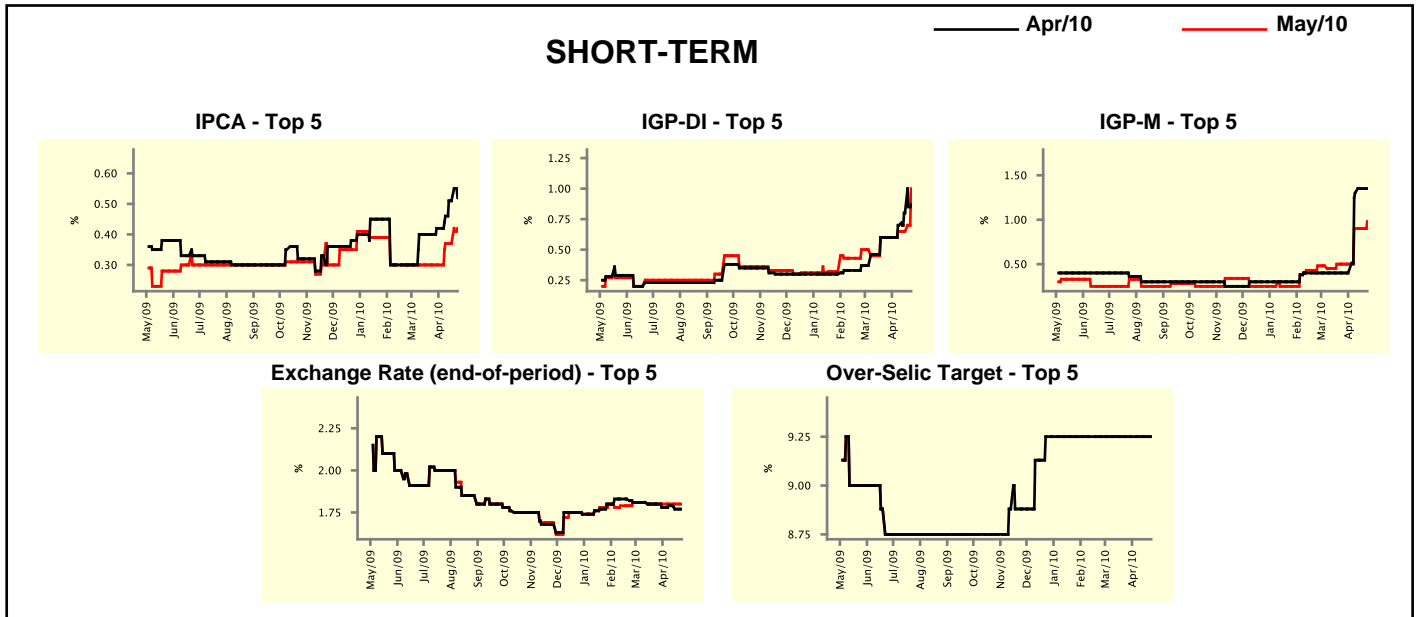 Apr/10 May/10
SHORT-TERM
IPCA - Top 5
IGP-DI - Top 5
IGP-M - Top 5
%
0.60
0.50
0.40
0.30
May/09 Jun/09 Jul/09 Aug/09 Sep/09 Oct/09 Nov/09 Dec/09 Jan/10 Feb/10 Mar/10 Apr/10
%
1.25
1.00
0.75
0.50
0.25
May/09 Jun/09 Jul/09 Aug/09 Sep/09 Oct/09 Nov/09 Dec/09 Jan/10 Feb/10 Mar/10 Apr/10
%
1.50
1.00
0.50
May/09 Jun/09 Jul/09 Aug/09 Sep/09 Oct/09 Nov/09 Dec/09 Jan/10 Feb/10 Mar/10 Apr/10
Exchange Rate (end-of-period) - Top 5
Over-Selic Target - Top 5
%
2.25
2.00
1.75
May/09 Jun/09 Jul/09 Aug/09 Sep/09 Oct/09 Nov/09 Dec/09 Jan/10 Feb/10 Mar/10 Apr/10
%
9.25
9.00
8.75
May/09 Jun/09 Jul/09 Aug/09 Sep/09 Oct/09 Nov/09 Dec/09 Jan/10 Feb/10 Mar/10 Apr/10